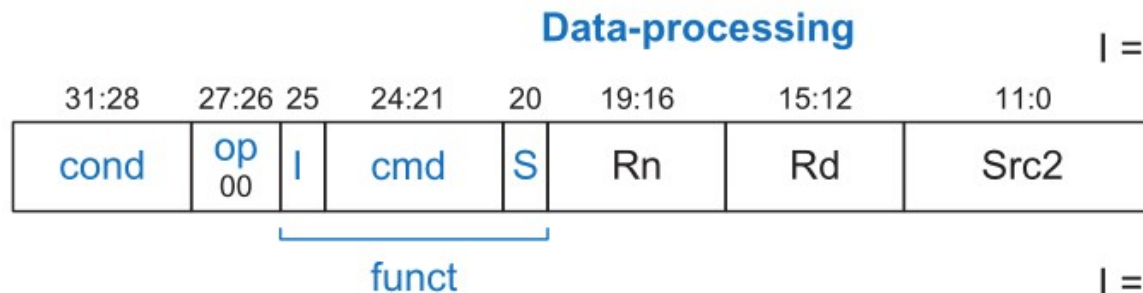 Data-processing
I =
31:28 27:26 25 24:21 20 19:16 15:12 11:0
cond op 00 I cmd S Rn Rd Src2
funct
I =